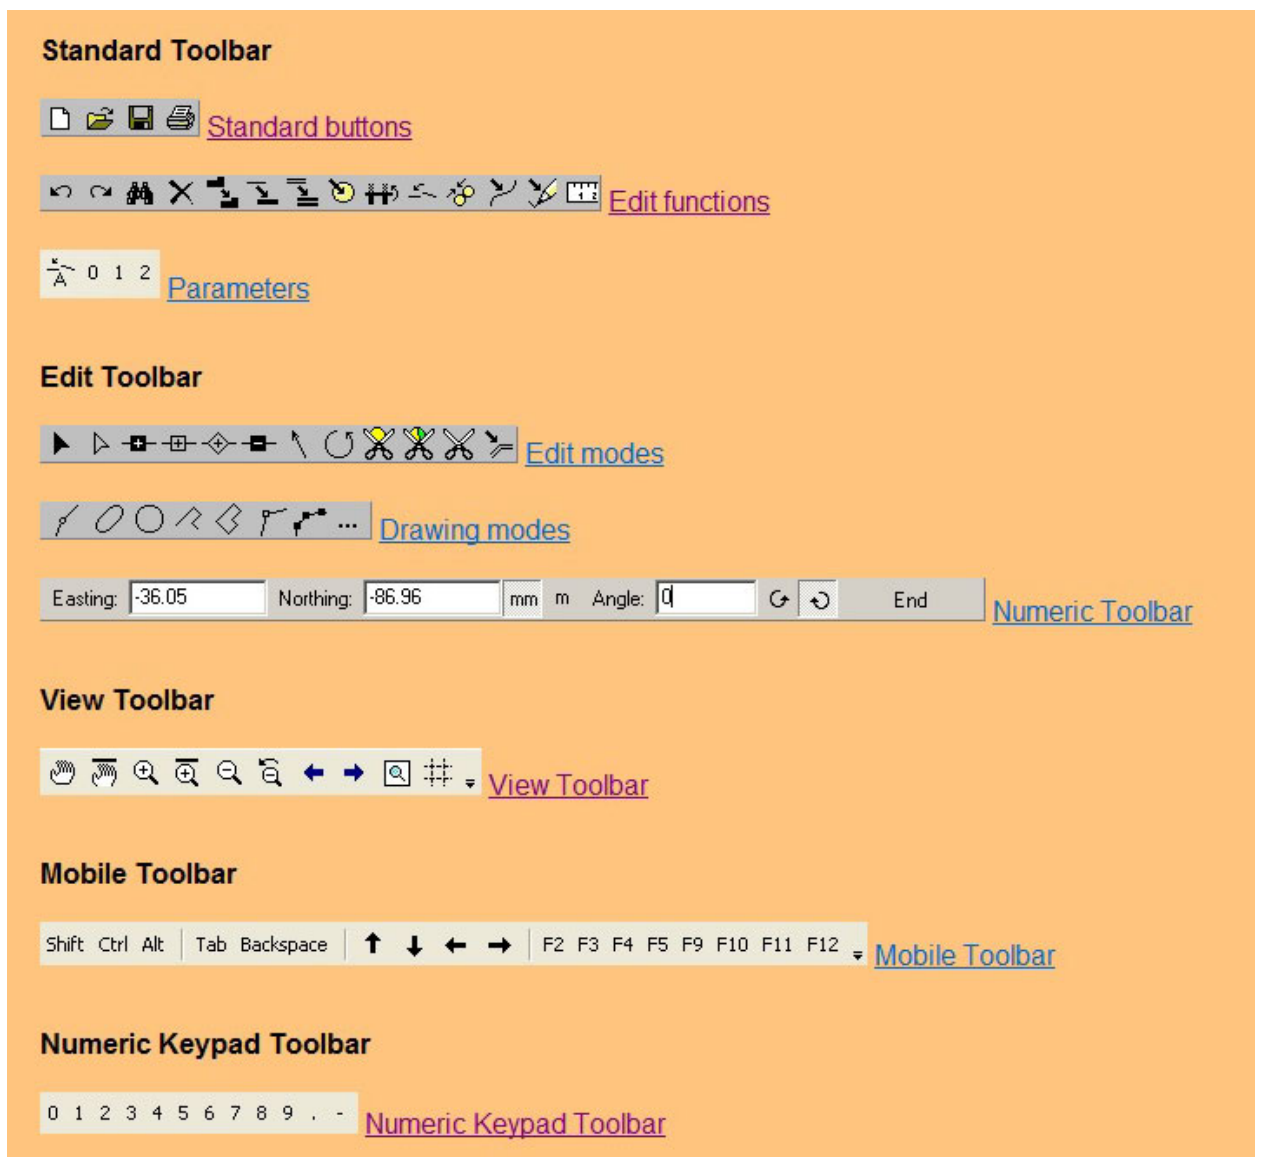 Standard Toolbar
Standard buttons
1 2 Edit functions
A 0 1 2 Parameters
Edit Toolbar
Edit modes
... Drawing modes
Easting: -36.05 Northing: -86.96 mm m Angle: 0 End Numeric Toolbar
View Toolbar
View Toolbar
Mobile Toolbar
Shift Ctrl Alt Tab Backspace F2 F3 F4 F5 F9 F10 F11 F12 Mobile Toolbar
Numeric Keypad Toolbar
0 1 2 3 4 5 6 7 8 9 . - Numeric Keypad Toolbar